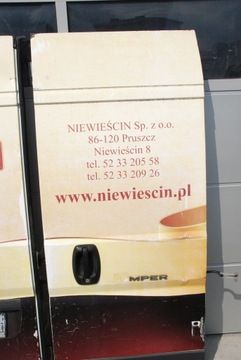 NIEWIEŚCIN Sp. z o.o.
86-120 Pruszcz
Niewieścin 8
tel. 52 33 205 58
tel. 52 33 209 26
www.niewiescin.pl
MPER